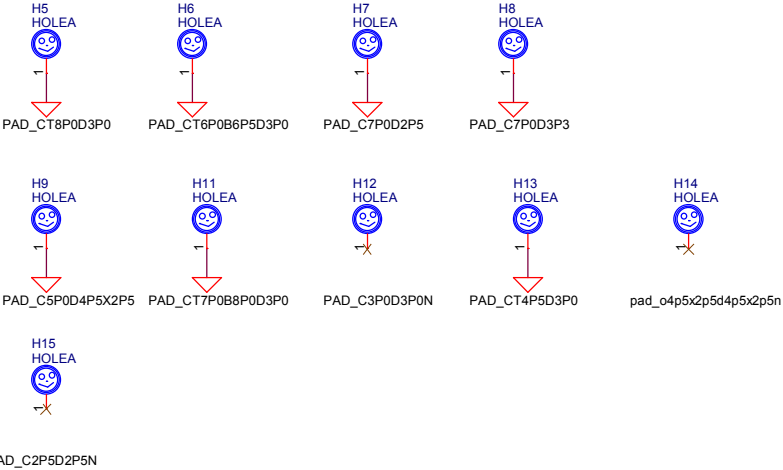 H5 H6 H7 H8
HOLEA HOLEA HOLEA HOLEA
1 1 1 1
PAD_CT8P0D3P0 PAD_CT6P0B6P5D3P0 PAD_C7P0D2P5 PAD_C7P0D3P3
H9 H11 H12 H13 H14
HOLEA HOLEA HOLEA HOLEA HOLEA
1 1 1 1 1
PAD_C5P0D4P5X2P5 PAD_CT7P0B8P0D3P0 PAD_C3P0D3P0N PAD_CT4P5D3P0 pad_o4p5x2p5d4p5x2p5n
H15
HOLEA
1
AD_C2P5D2P5N